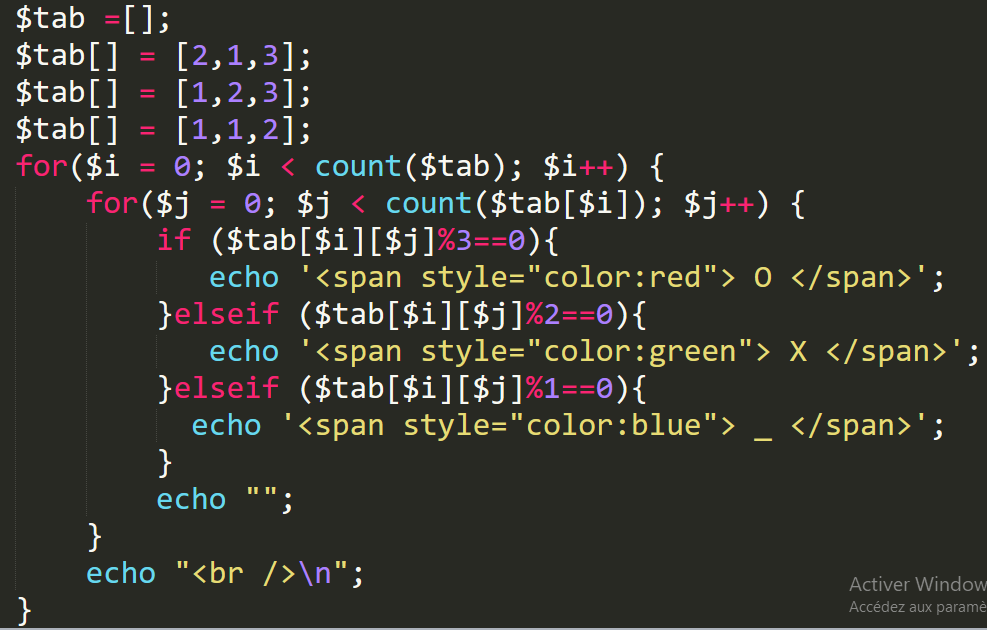 $tab =[];
$tab[] = [2,1,3];
$tab[] = [1,2,3];
$tab[] = [1,1,2];
for($i = 0; $i < count($tab); $i++) {
    for($j = 0; $j < count($tab[$i]); $j++) {
        if ($tab[$i][$j]%3==0){
           echo '<span style="color:red"> O </span>';
        }elseif ($tab[$i][$j]%2==0){
           echo '<span style="color:green"> X </span>';
        }elseif ($tab[$i][$j]%1==0){
          echo '<span style="color:blue"> _ </span>';
        }
        echo "";
    }
    echo "<br />\n";
Activer Window
Accédez aux paramè
}